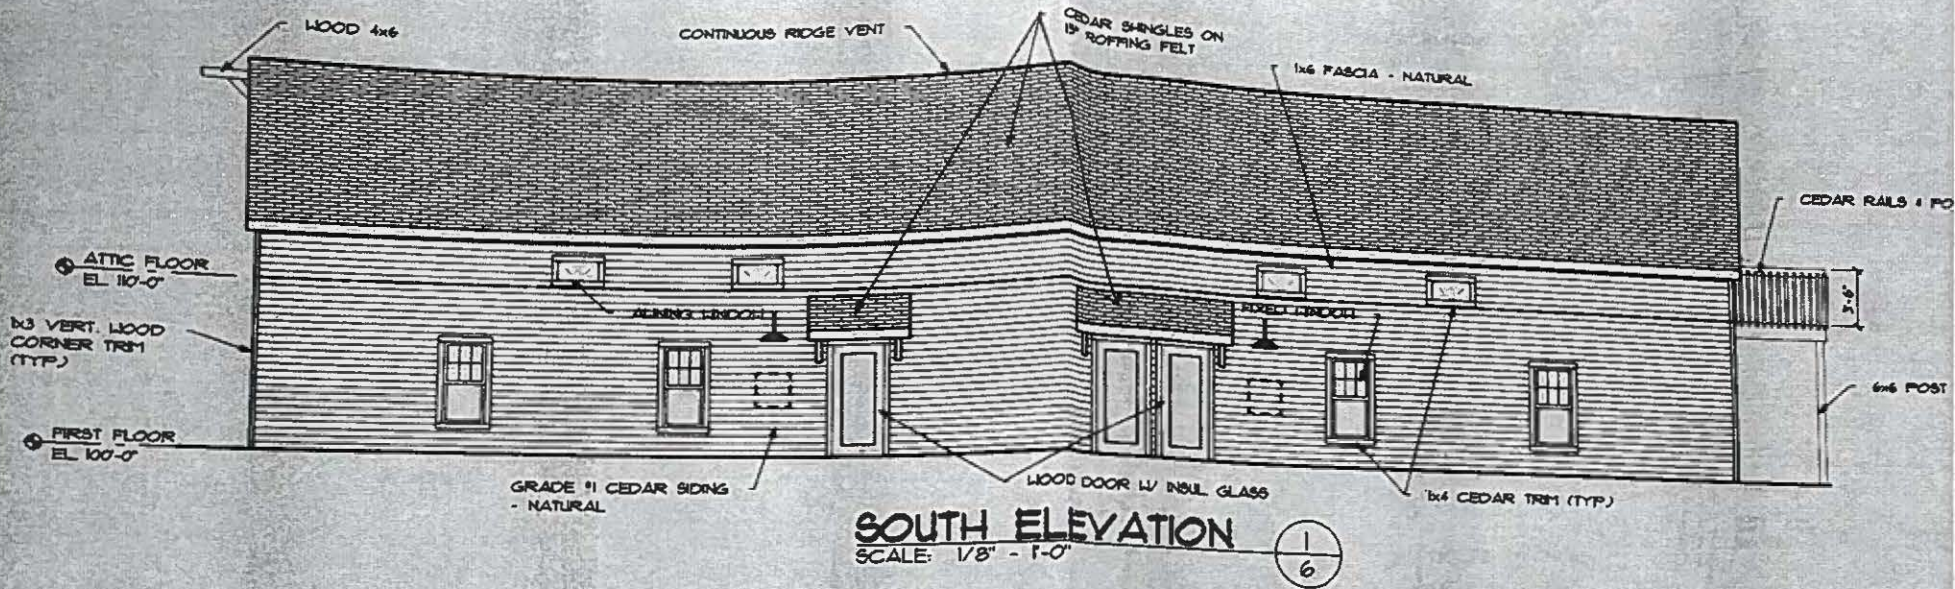 WOOD 4x6
CONTINUOUS RIDGE VENT
CEDAR SHINGLES ON
15# ROFFING FELT
1x6 FASCIA - NATURAL
CEDAR RAILS & PO
ATTIC FLOOR
EL 110'-0"
3'-6"
1x3 VERT. WOOD
CORNER TRIM
(TYP.)
AWNING WINDOW
FIXED WINDOW
6x6 POST
FIRST FLOOR
EL 100'-0"
GRADE #1 CEDAR SIDING
- NATURAL
WOOD DOOR W/ INSUL. GLASS
1x4 CEDAR TRIM (TYP.)
SOUTH ELEVATION
SCALE: 1/8" - 1'-0"
1
6